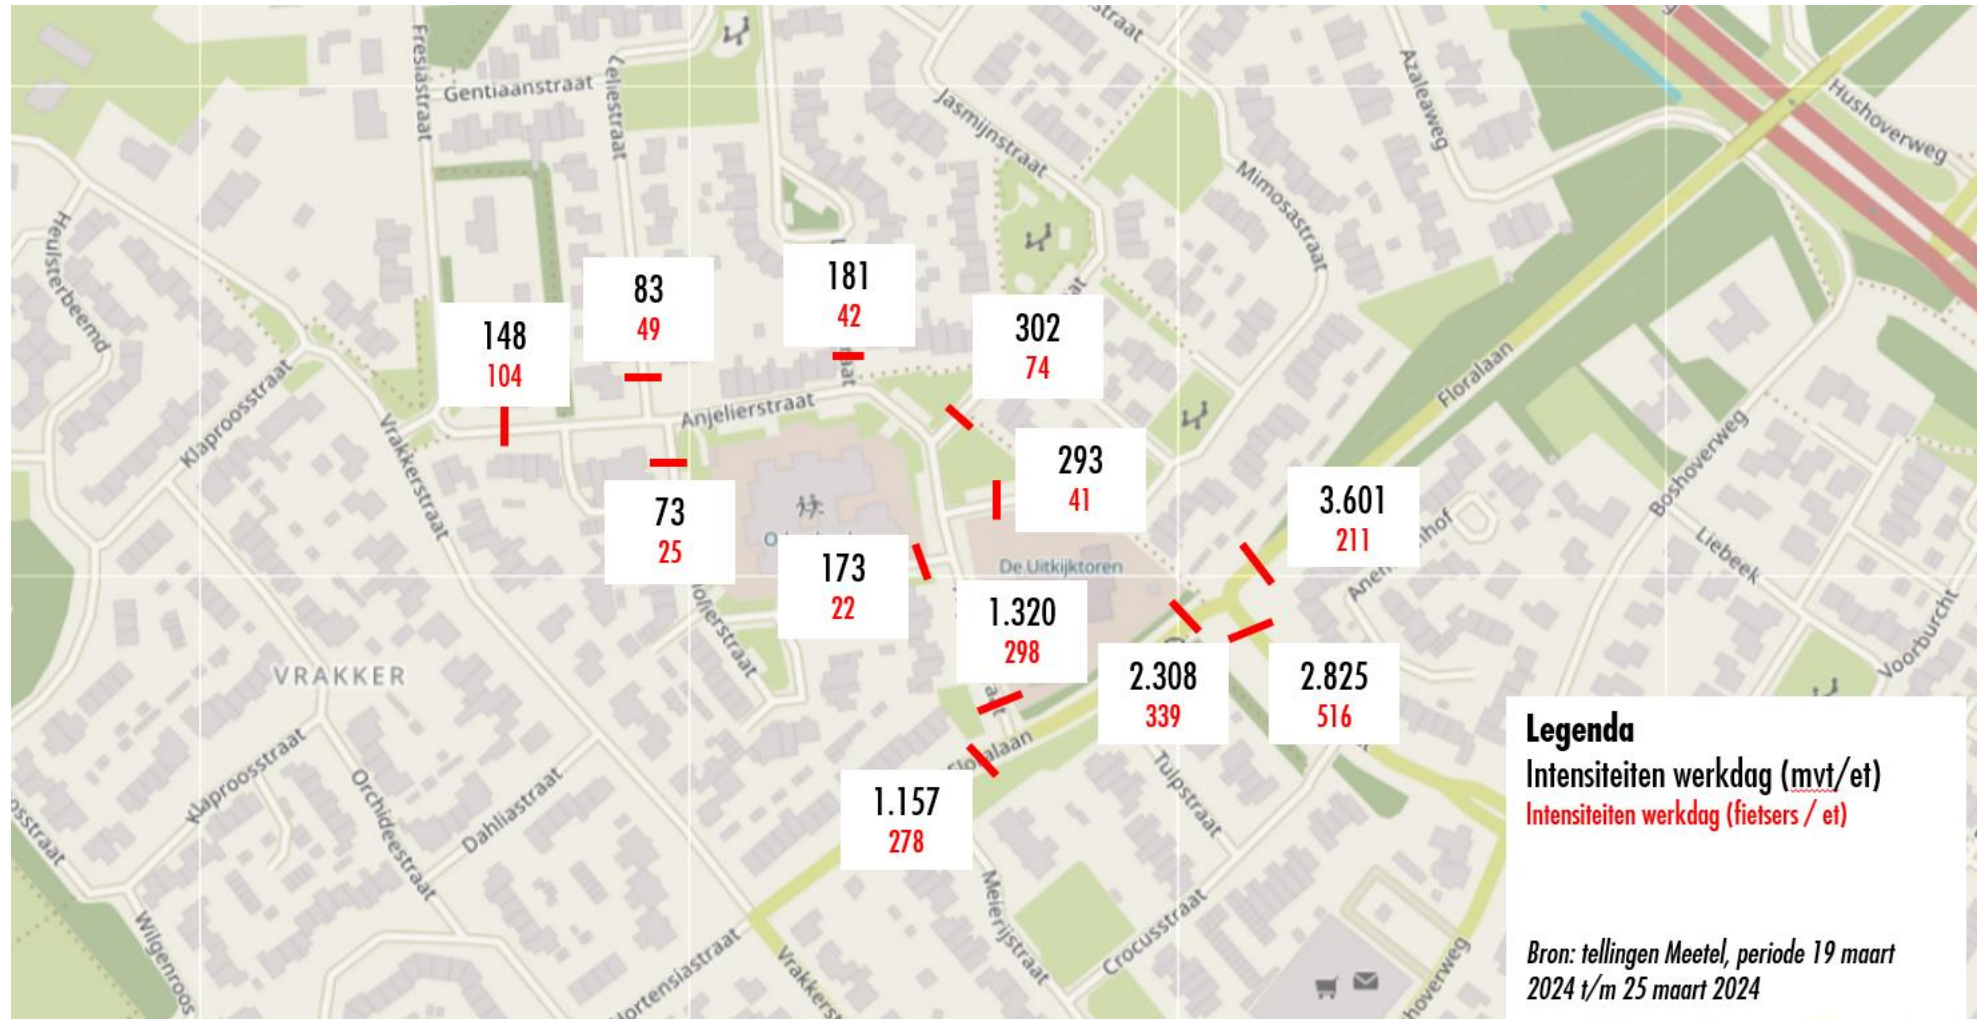 Fresiastraat
Gentiaanstraat
Leliestraat
Jasmijnstraat
Azaleaweg
Hushoverweg
Mimosastraat
Heulsterbeemd
148
104
83
49
181
42
302
74
Klaproosstraat
Vrakkerstraat
Anjelierstraat
Floralaan
293
41
3.601
211
Boshoverweg
Liebeek
Voorburcht
73
25
173
22
De Uitkijktoren
1.320
298
2.308
339
2.825
516
VRAKKER
1.157
278
Klaproosstraat
Orchideestraat
Dahliastraat
Tulpstraat
Meierijstraat
Crocusstraat
Wilgenroos
Hortensiastraat
Legenda
Intensiteiten werkdag (mvt/et)
Intensiteiten werkdag (fietsers / et)
Bron: tellingen Meetel, periode 19 maart
2024 t/m 25 maart 2024